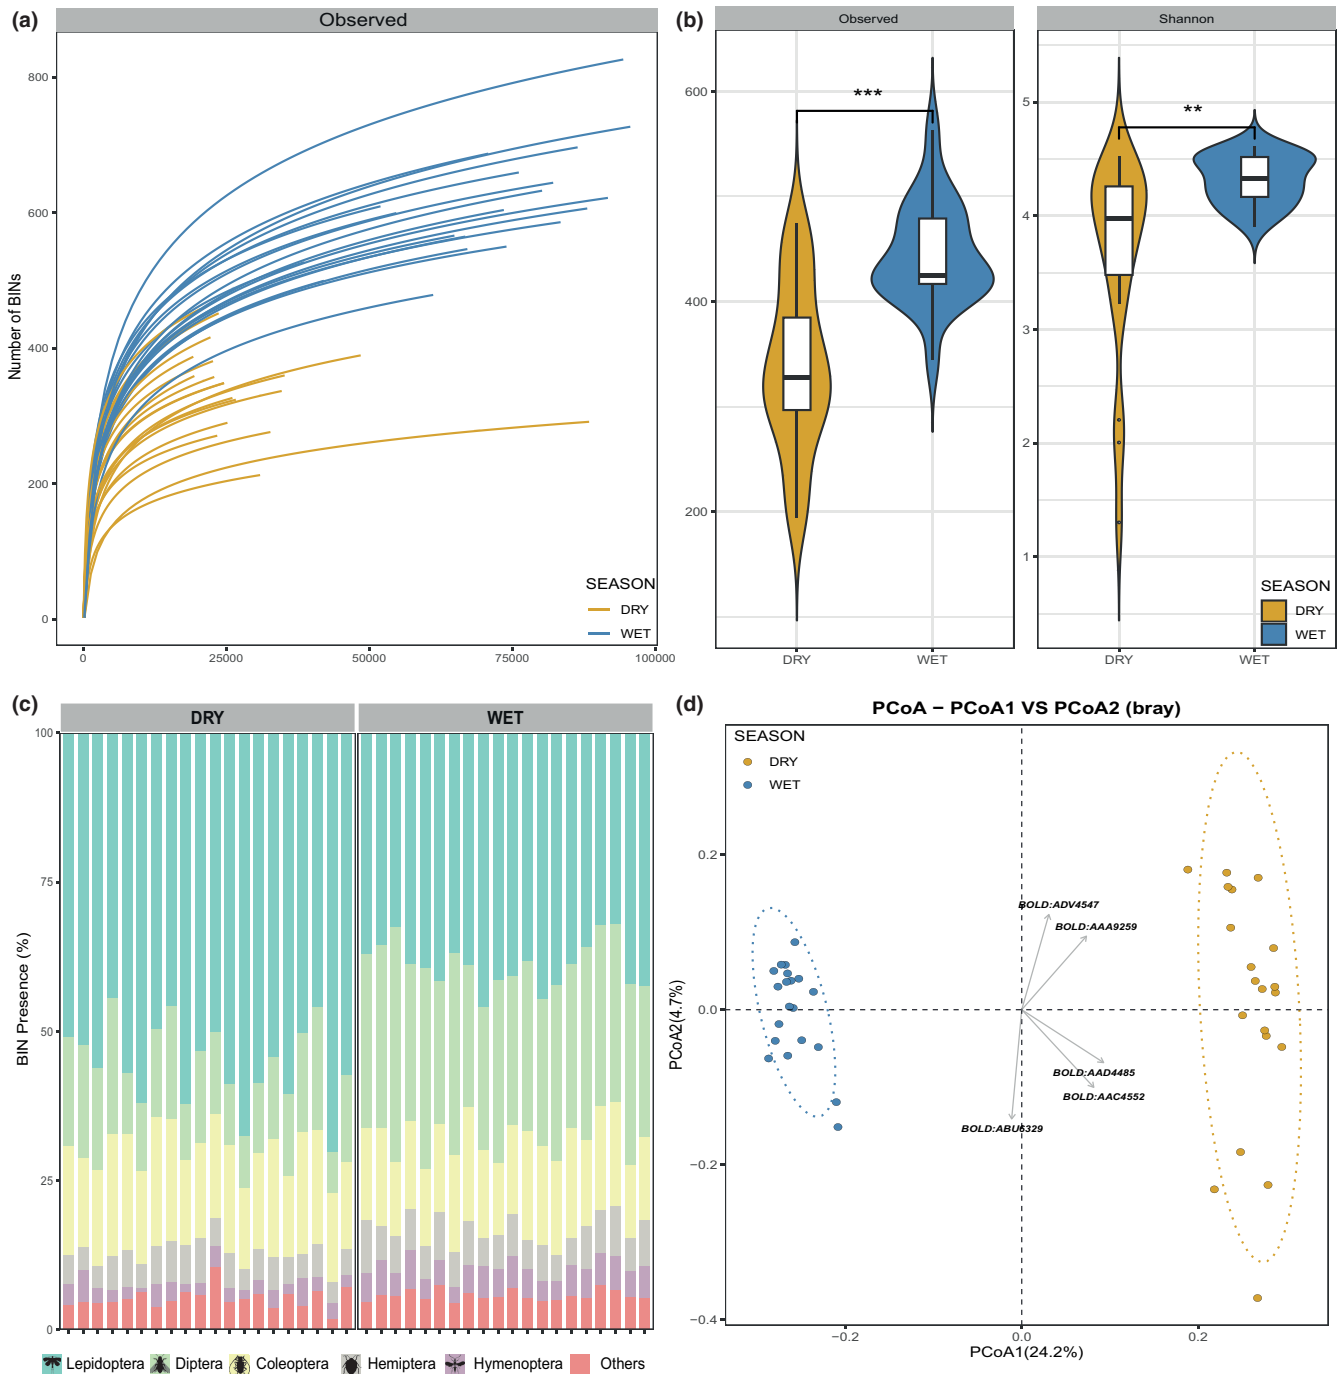 (a)
Observed
Number of BINs
800
600
400
200
0
0 25000 50000 75000 100000
SEASON
DRY
WET
(b)
Observed
Shannon
600
400
200
***
DRY WET
5
4
3
2
1
**
SEASON
DRY
WET
DRY WET
(c)
DRY
WET
BIN Presence (%)
100
75
50
25
0
Lepidoptera Diptera Coleoptera Hemiptera Hymenoptera Others
(d)
PCoA − PCoA1 VS PCoA2 (bray)
SEASON
DRY
WET
PCoA2(4.7%)
0.2
0.0
−0.2
−0.4
BOLD:ADV4547
BOLD:AAA9259
BOLD:AAD4485
BOLD:AAC4552
BOLD:ABU5329
−0.2 0.0 0.2
PCoA1(24.2%)